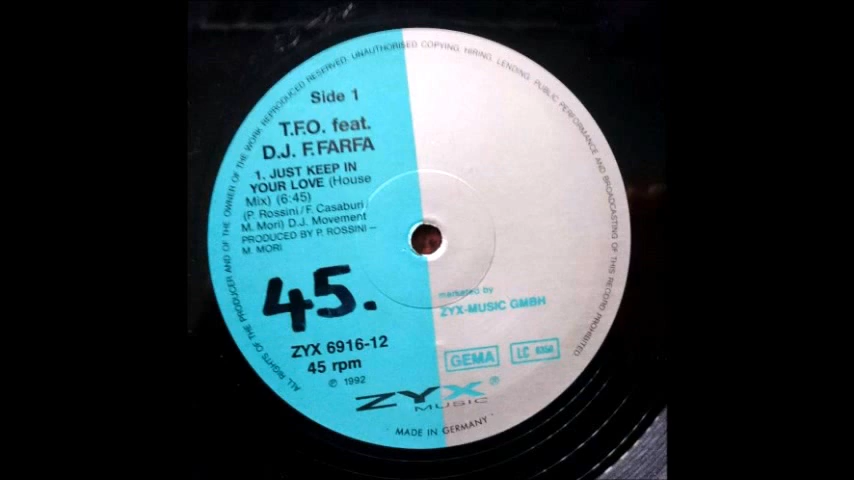 ALL RIGHTS OF THE PRODUCER AND OF THE OWNER OF THE WORK REPRODUCED RESERVED. UNAUTHORISED COPYING, HIRING, LENDING, PUBLIC PERFORMANCE AND BROADCASTING OF THIS RECORD PROHIBITED
Side 1
T.F.O. feat.
D.J. F.FARFA
1. JUST KEEP IN
YOUR LOVE (House
Mix) (6:45)
(P. Rossini/F. Casaburi/
M. Mori) D.J. Movement
PRODUCED BY P. ROSSINI –
M. MORI
45.
marketed by
ZYX-MUSIC GMBH
ZYX 6916-12
45 rpm
℗ 1992
GEMA
LC
ZYX®
MUSIC
MADE IN GERMANY